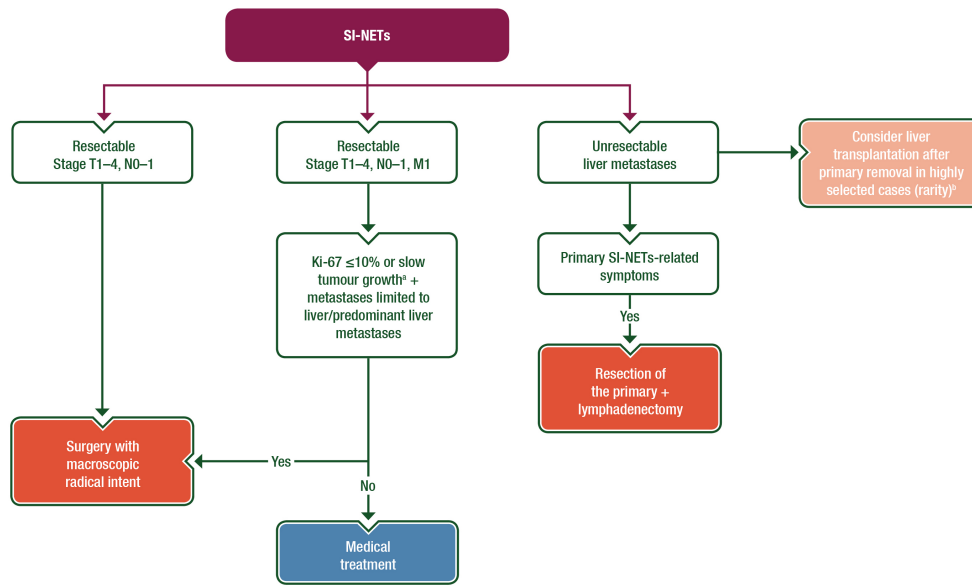 SI-NETs
Resectable
Stage T1–4, N0–1
Resectable
Stage T1–4, N0–1, M1
Unresectable
liver metastases
Consider liver
transplantation after
primary removal in highly
selected cases (rarity)ᵇ
Ki-67 ≤10% or slow
tumour growthᵃ +
metastases limited to
liver/predominant liver
metastases
Primary SI-NETs-related
symptoms
Yes
Resection of
the primary +
lymphadenectomy
Surgery with
macroscopic
radical intent
Yes
No
Medical
treatment